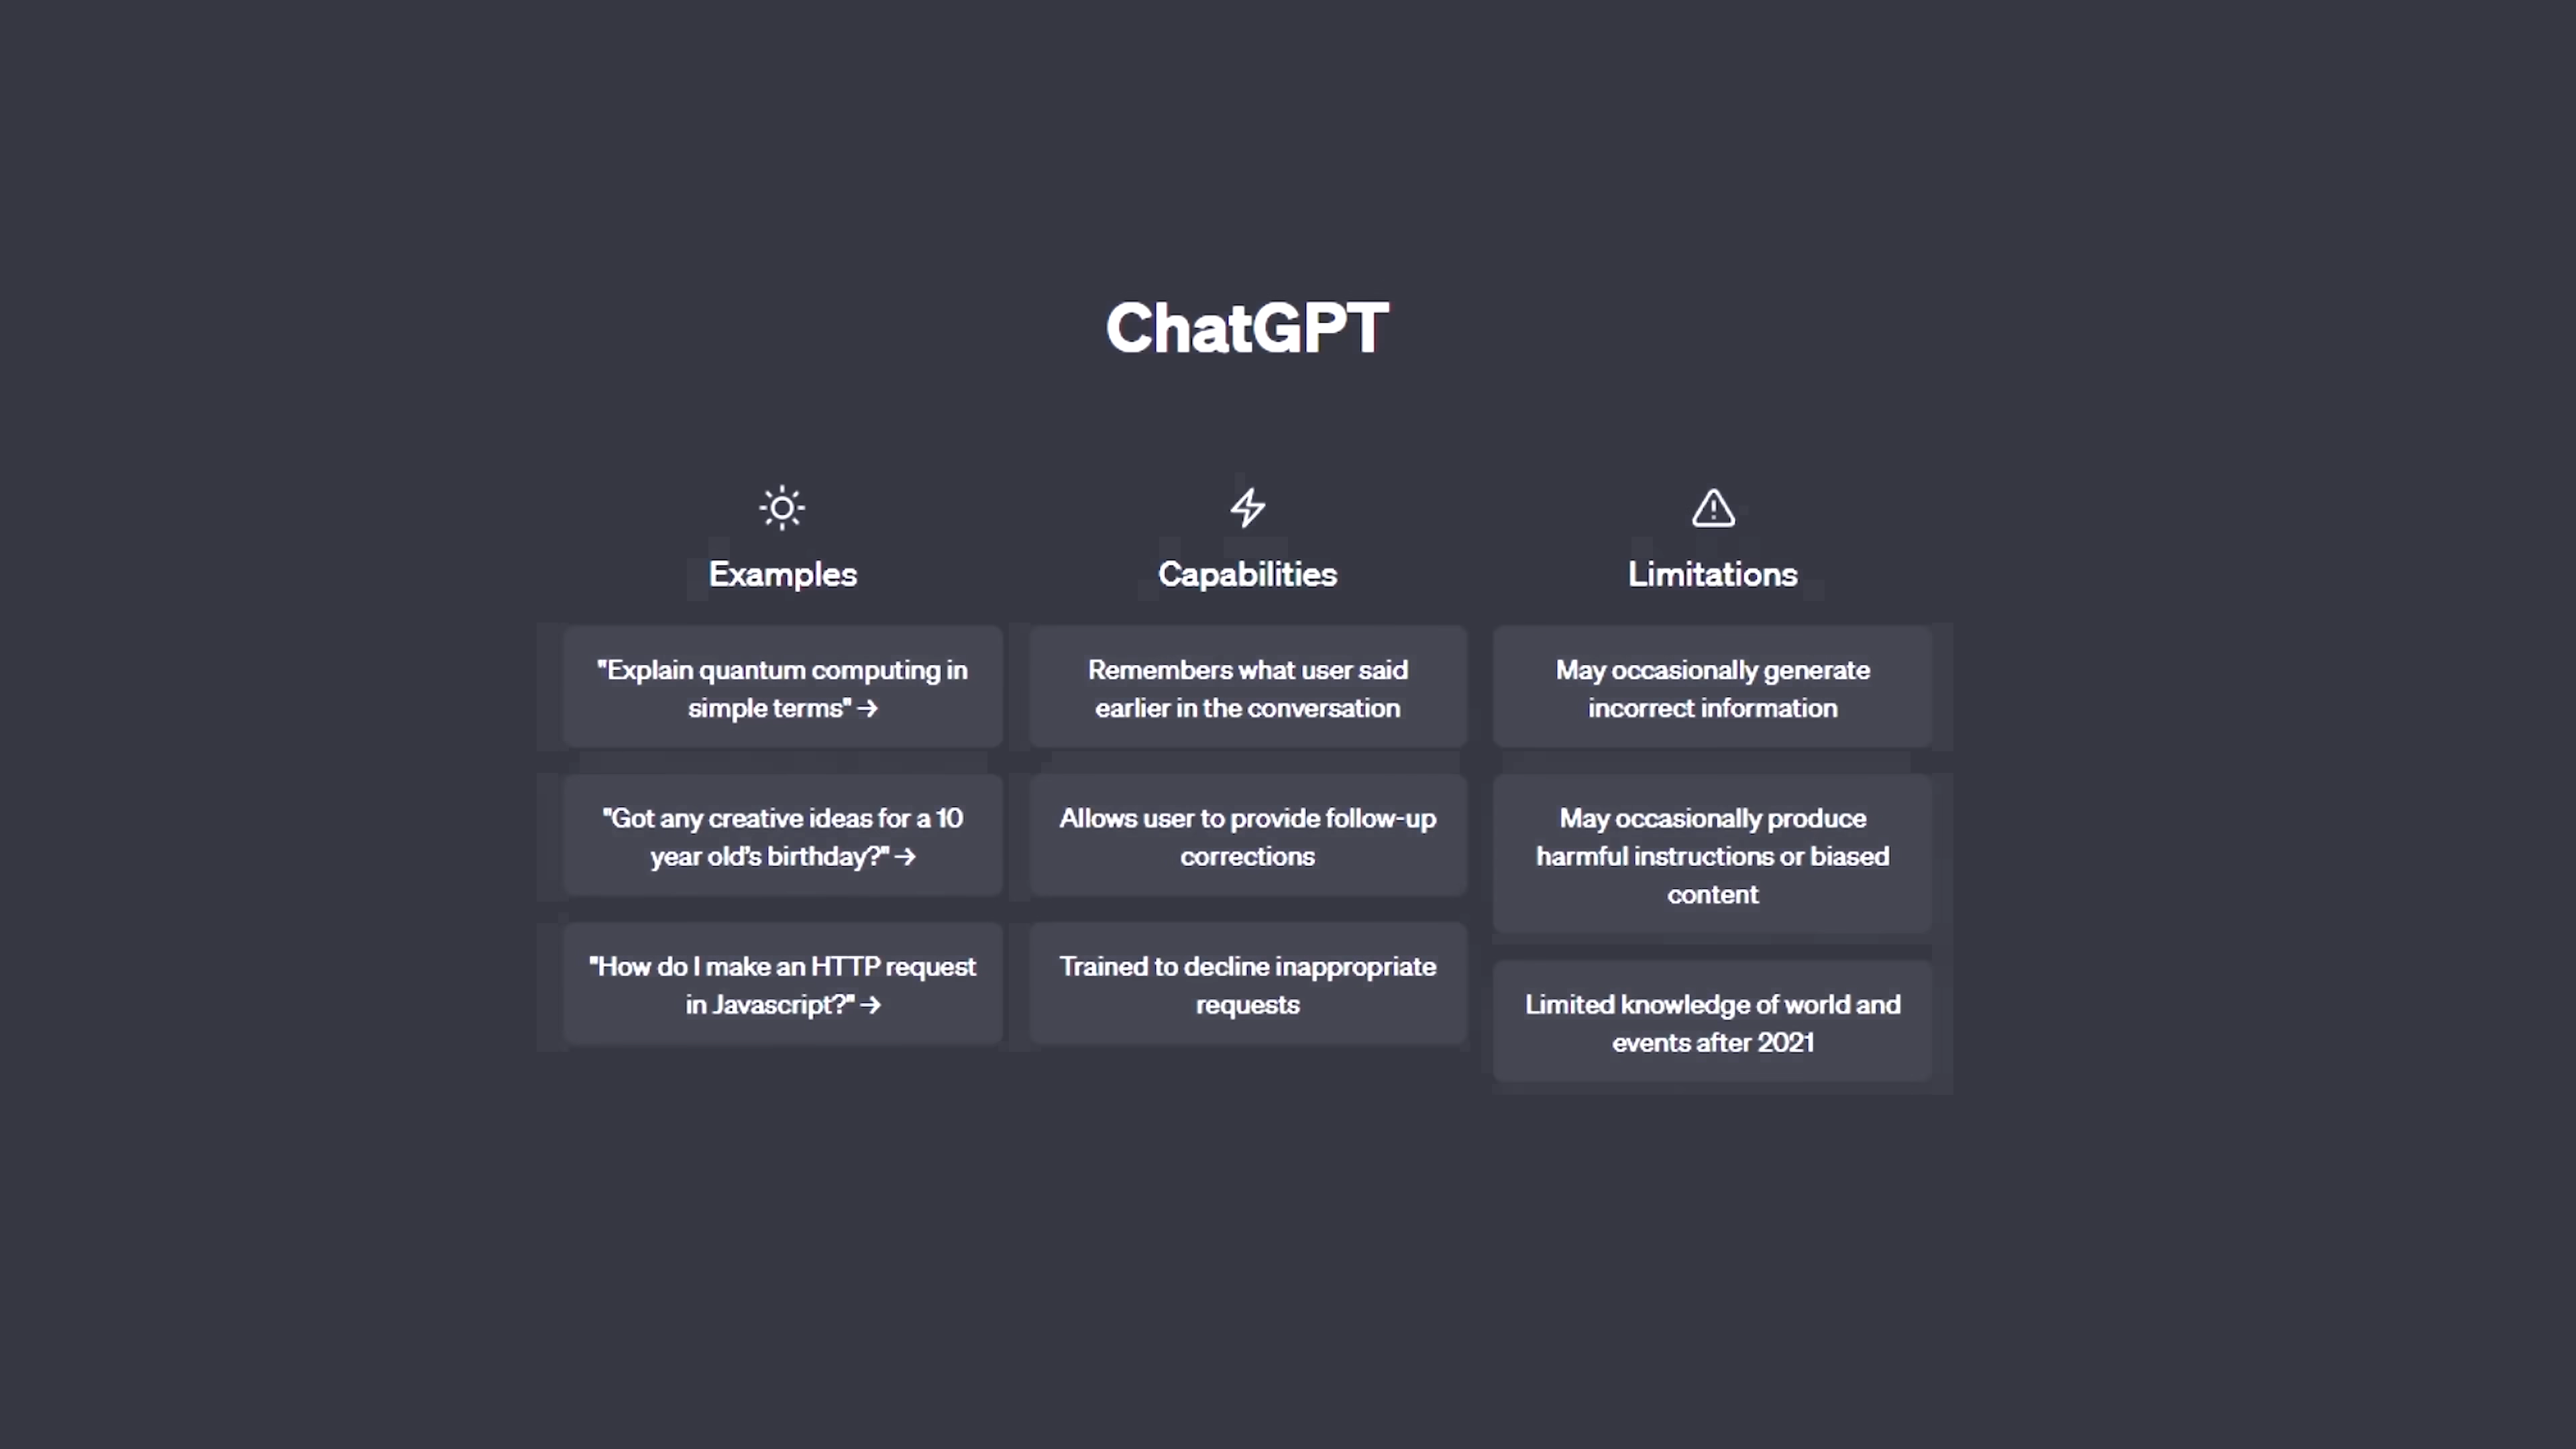 ChatGPT
Examples
"Explain quantum computing in
simple terms" →
"Got any creative ideas for a 10
year old’s birthday?" →
"How do I make an HTTP request
in Javascript?" →
Capabilities
Remembers what user said
earlier in the conversation
Allows user to provide follow-up
corrections
Trained to decline inappropriate
requests
Limitations
May occasionally generate
incorrect information
May occasionally produce
harmful instructions or biased
content
Limited knowledge of world and
events after 2021